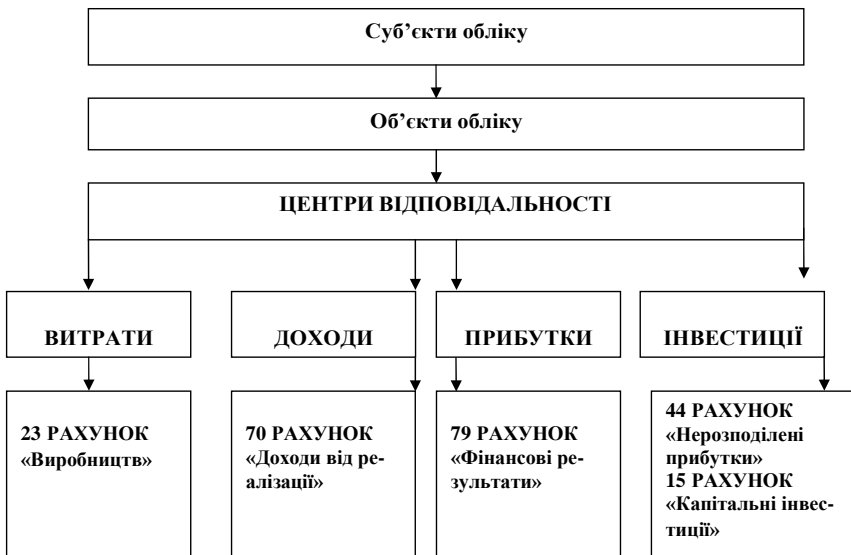 Суб’єкти обліку
Об’єкти обліку
ЦЕНТРИ ВІДПОВІДАЛЬНОСТІ
ВИТРАТИ
ДОХОДИ
ПРИБУТКИ
ІНВЕСТИЦІЇ
23 РАХУНОК
«Виробництв»
70 РАХУНОК
«Доходи від ре-
алізації»
79 РАХУНОК
«Фінансові ре-
зультати»
44 РАХУНОК
«Нерозподілені
прибутки»
15 РАХУНОК
«Капітальні інвес-
тиції»